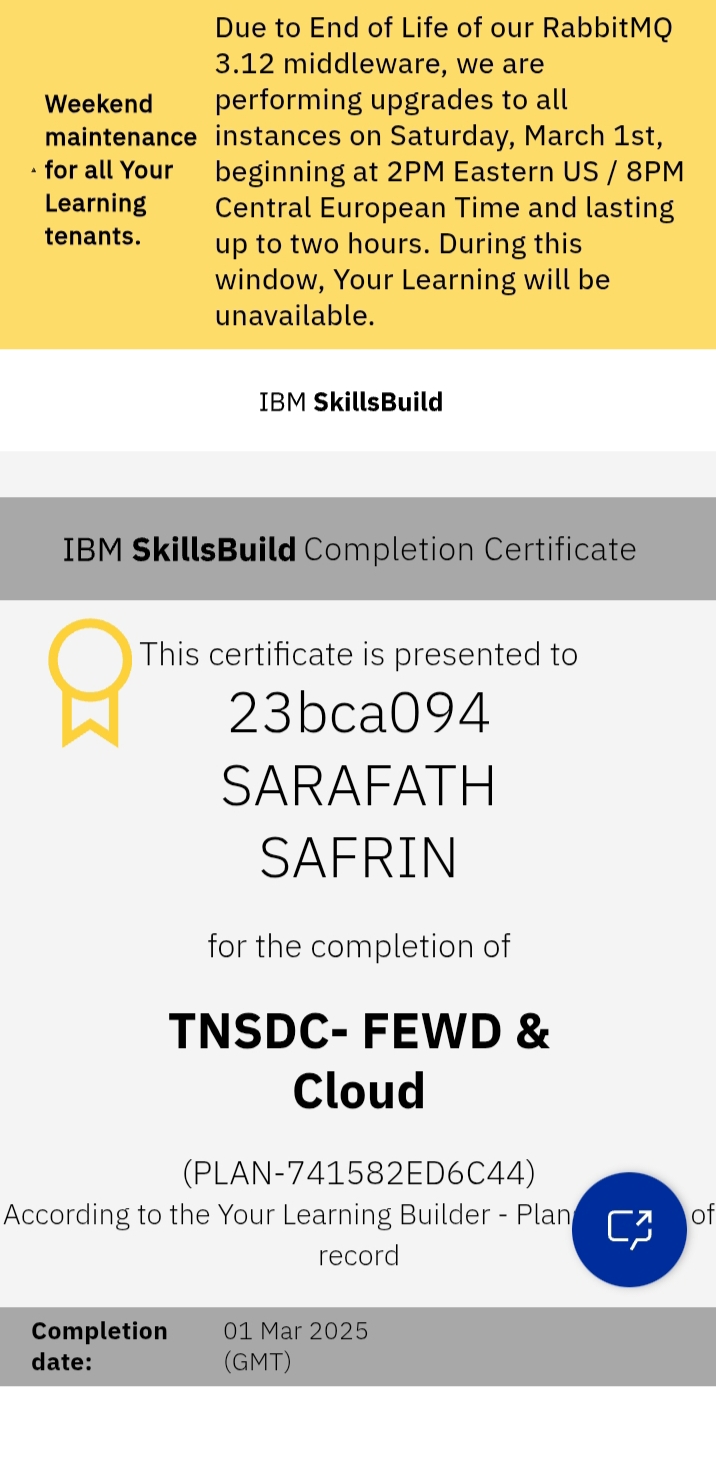 Weekend
maintenance
for all Your
Learning
tenants.
Due to End of Life of our RabbitMQ
3.12 middleware, we are
performing upgrades to all
instances on Saturday, March 1st,
beginning at 2PM Eastern US / 8PM
Central European Time and lasting
up to two hours. During this
window, Your Learning will be
unavailable.
IBM SkillsBuild
IBM SkillsBuild Completion Certificate
This certificate is presented to
23bca094
SARAFATH
SAFRIN
for the completion of
TNSDC- FEWD &
Cloud
(PLAN-741582ED6C44)
According to the Your Learning Builder - Plans of
record
Completion
date:
01 Mar 2025
(GMT)